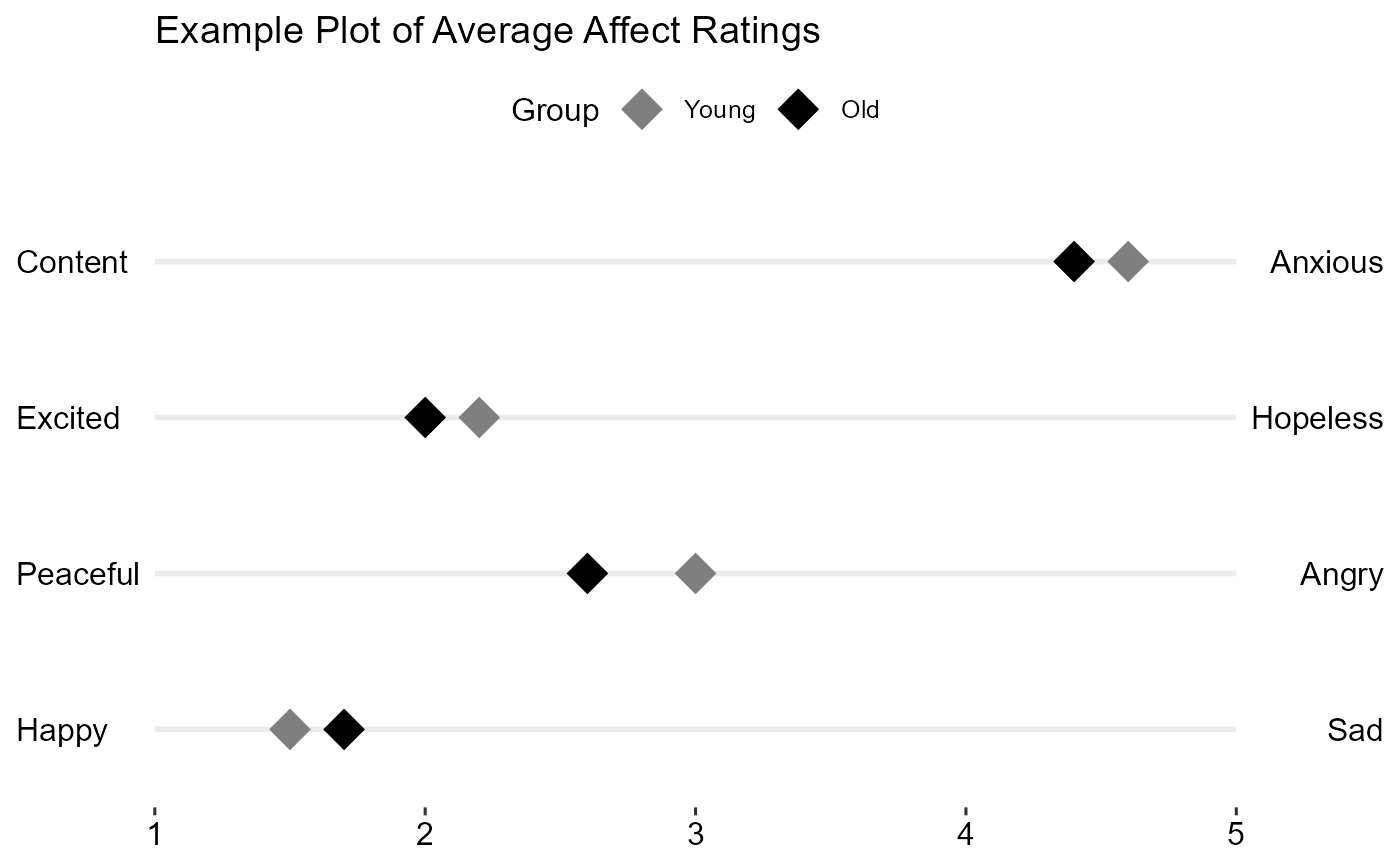 Example Plot of Average Affect Ratings
Group Young Old
Content Anxious
Excited Hopeless
Peaceful Angry
Happy Sad
1 2 3 4 5